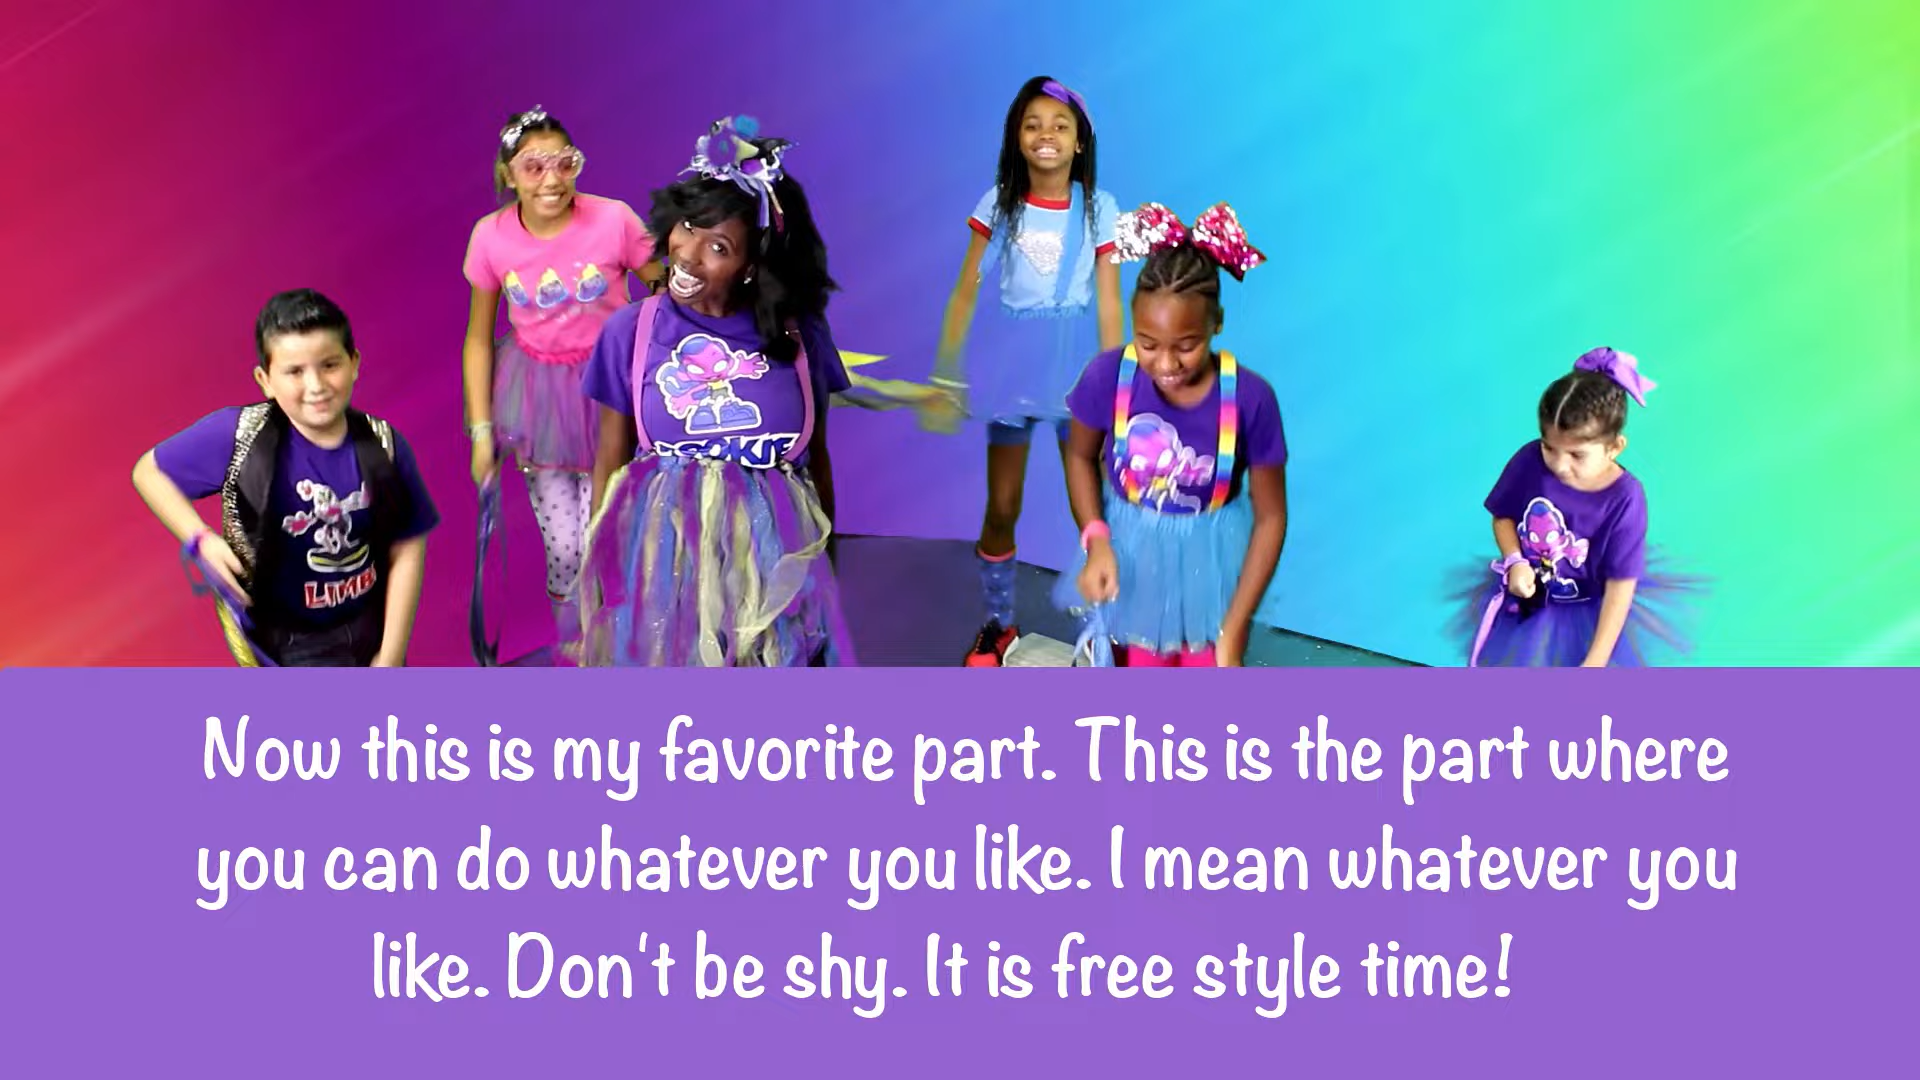 Now this is my favorite part. This is the part where
you can do whatever you like. I mean whatever you
like. Don't be shy. It is free style time!